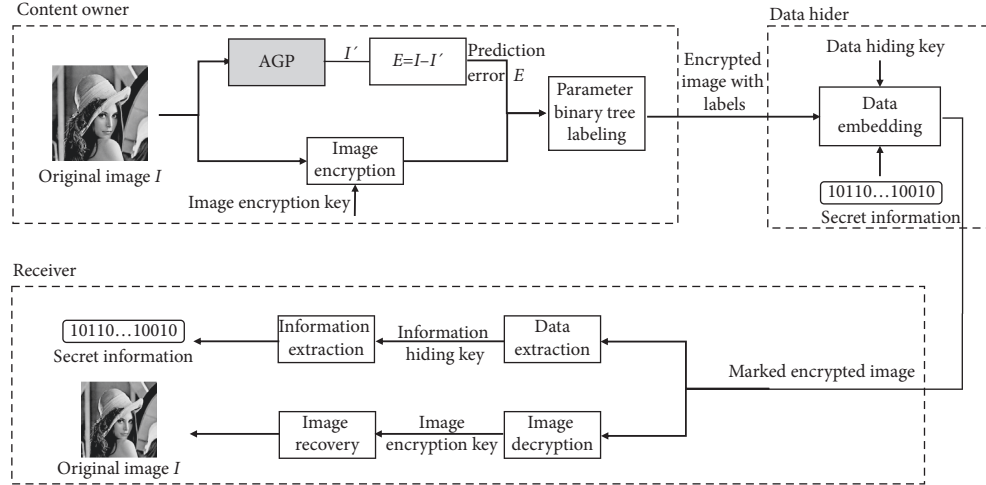 Content owner
AGP
I′
E=I–I′
Prediction
error E
Original image I
Image
encryption
Image encryption key
Parameter
binary tree
labeling
Encrypted
image with
labels
Data hider
Data hiding key
Data
embedding
10110…10010
Secret information
Receiver
10110…10010
Secret information
Information
extraction
Information
hiding key
Data
extraction
Marked encrypted image
Original image I
Image
recovery
Image
encryption key
Image
decryption